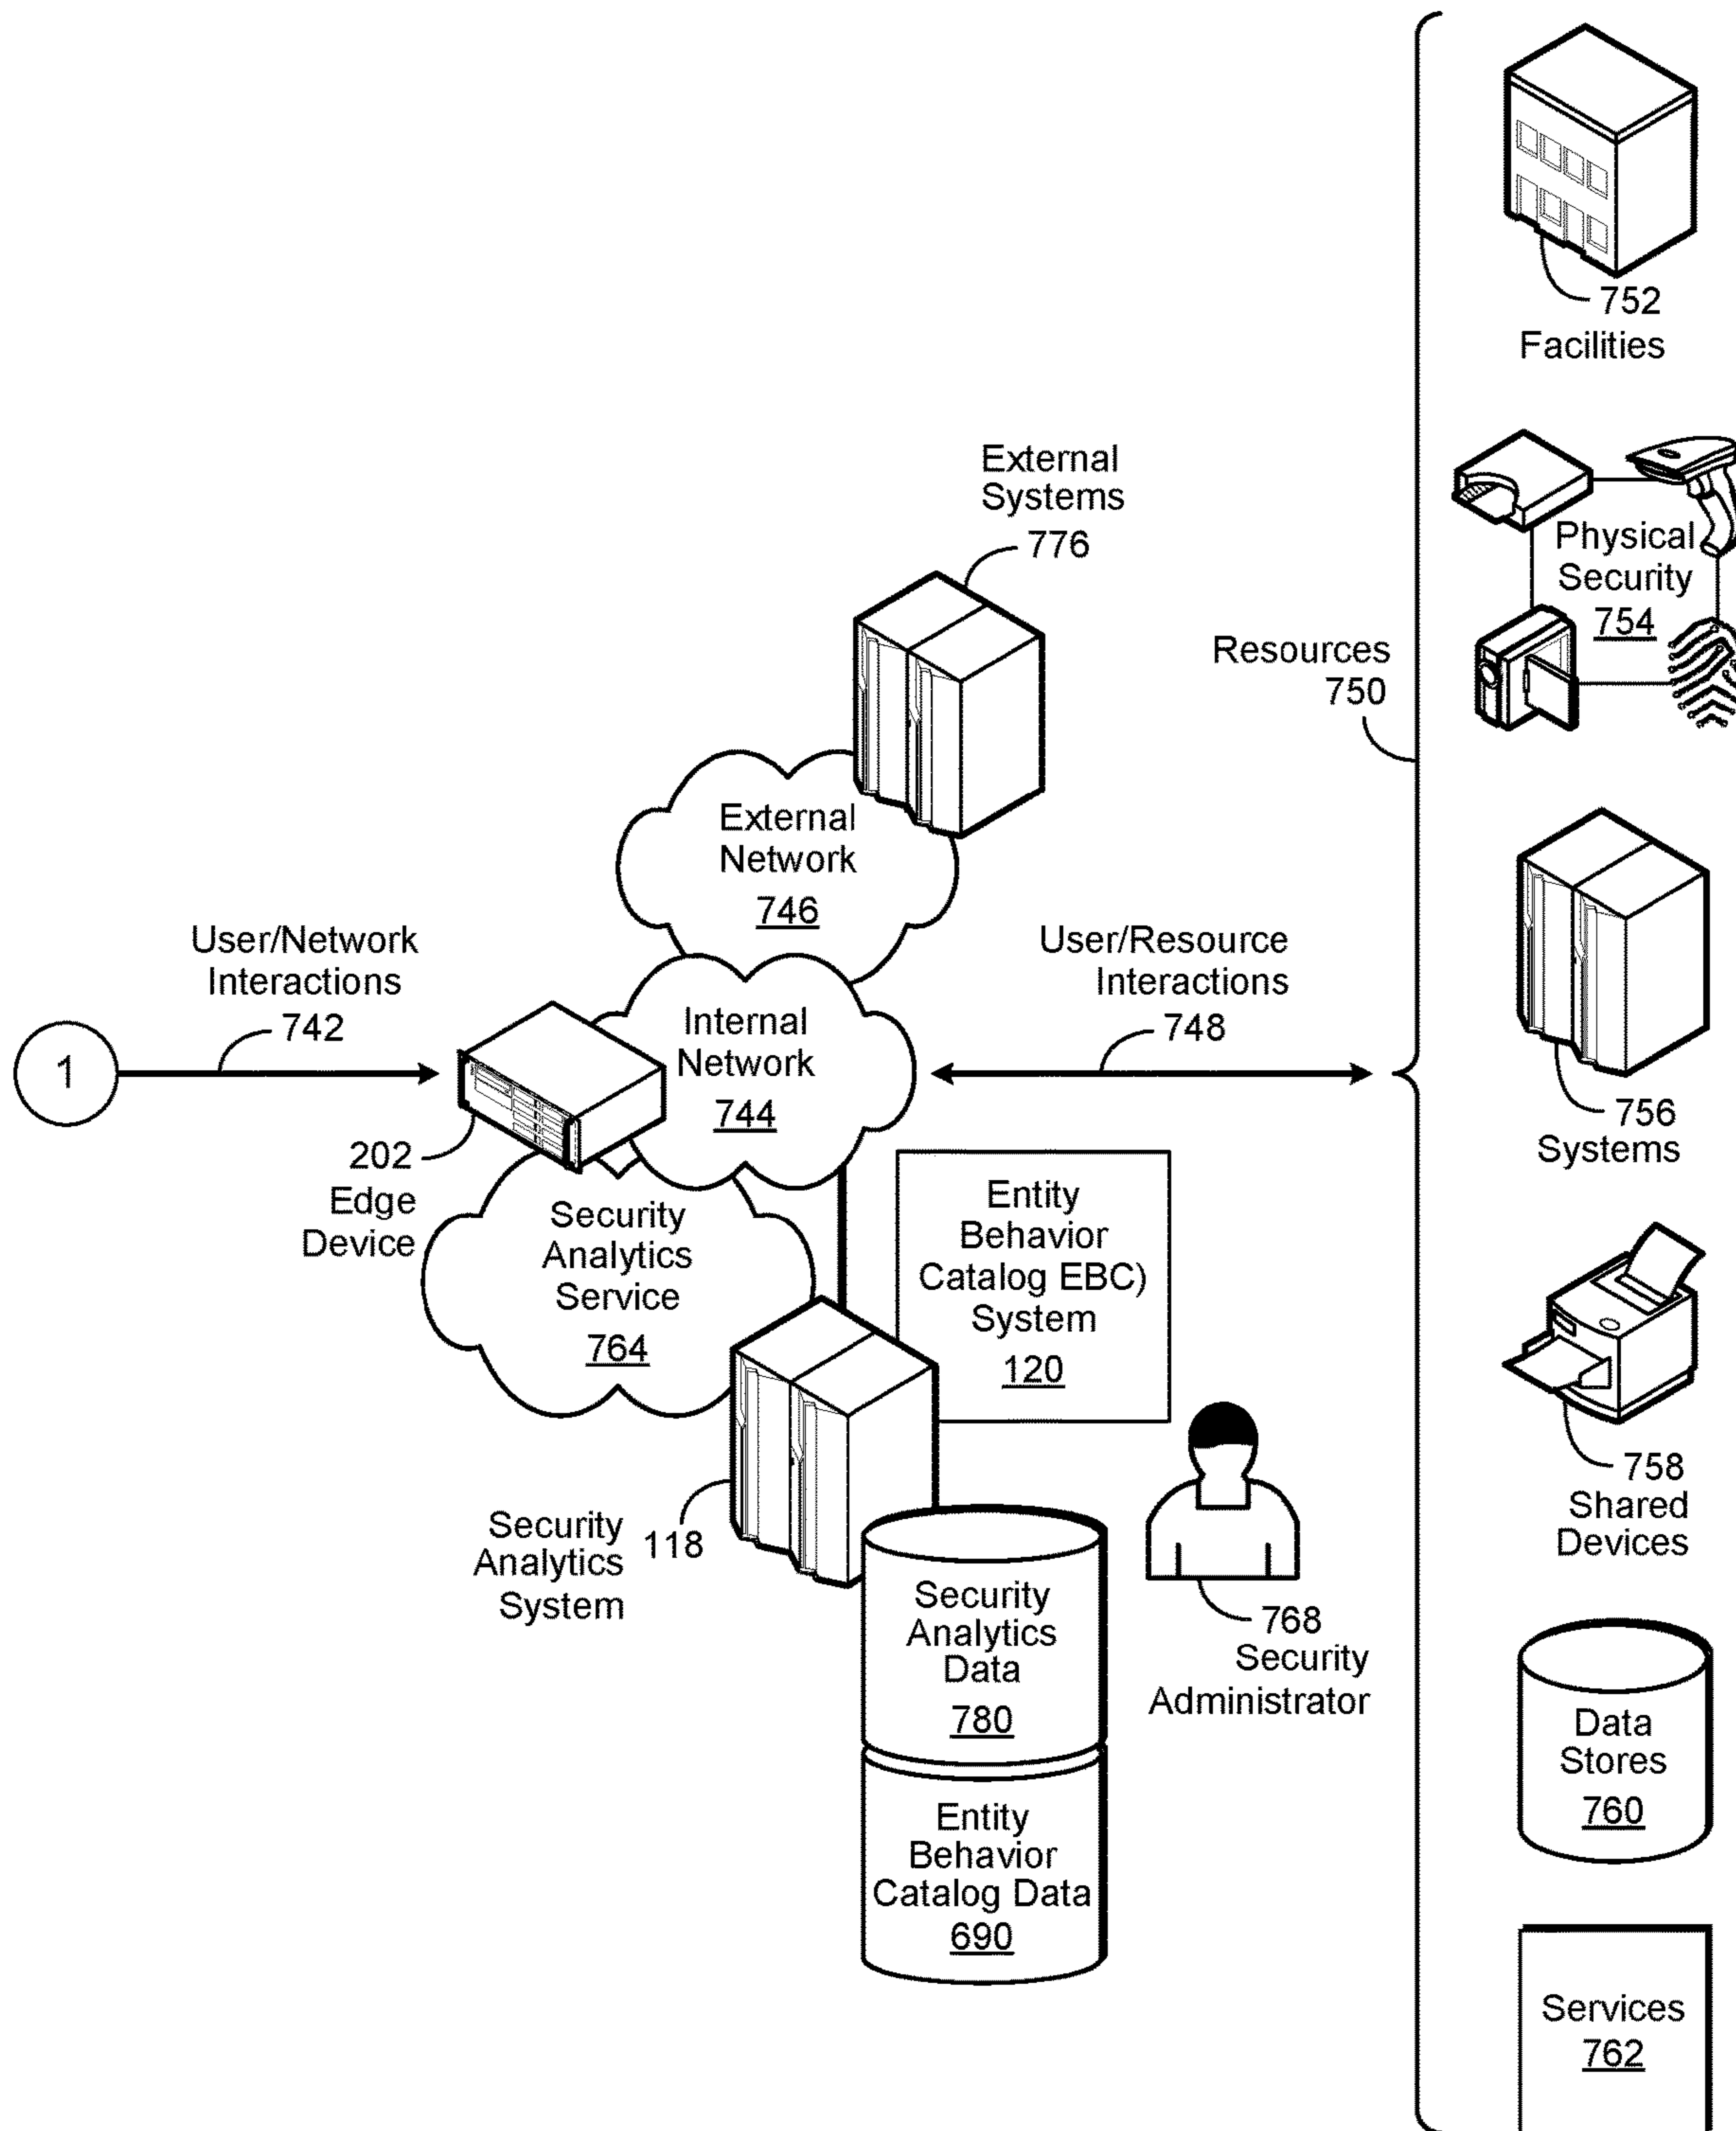 752
Facilities
External
Systems
776
Physical
Security
754
Resources
750
External
Network
746
User/Network
Interactions
742
User/Resource
Interactions
748
1
Internal
Network
744
756
Systems
202
Edge
Device
Security
Analytics
Service
764
Entity
Behavior
Catalog EBC)
System
120
758
Shared
Devices
Security
Analytics
System
118
Security
Analytics
Data
780
768
Security
Administrator
Data
Stores
760
Entity
Behavior
Catalog Data
690
Services
762